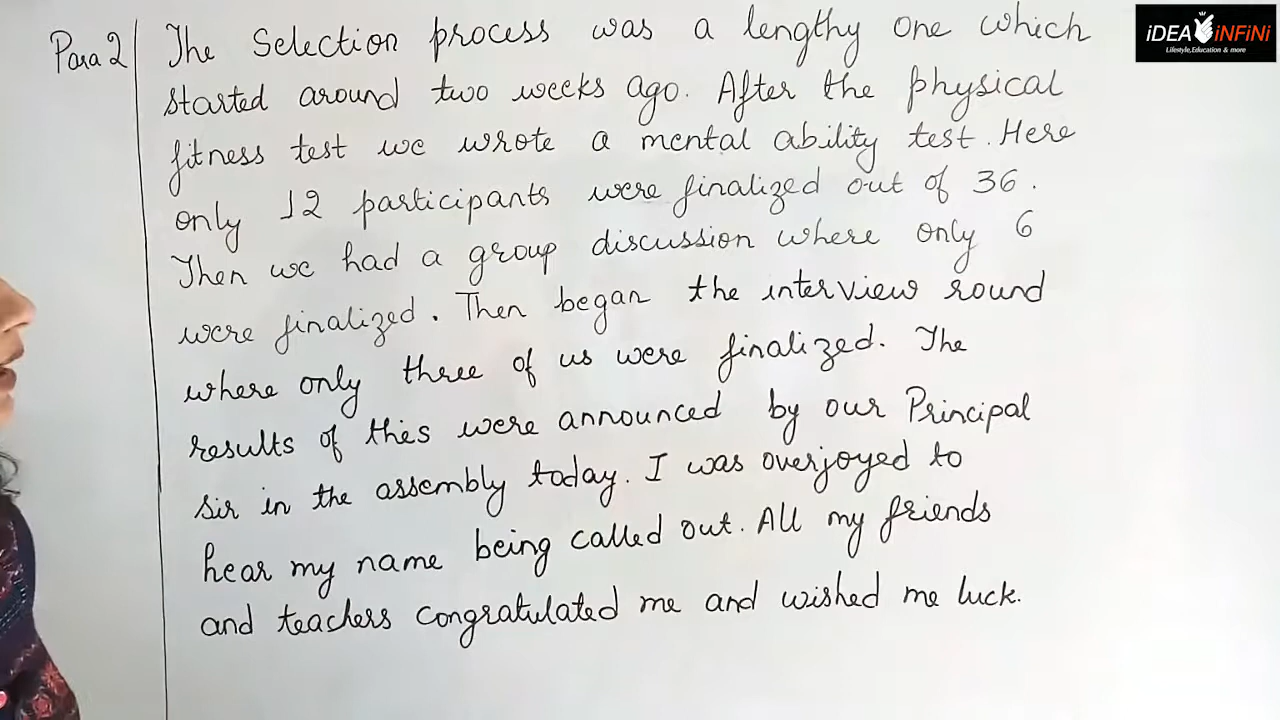 Para 2
The Selection process was a lengthy one which
started around two weeks ago. After the physical
fitness test we wrote a mental ability test. Here
only 12 participants were finalized out of 36.
Then we had a group discussion where only 6
were finalized. Then began the interview round
where only three of us were finalized. The
results of thies were announced by our Principal
sir in the assembly today. I was overjoyed to
hear my name being called out. All my friends
and teachers congratulated me and wished me luck.
iDEA iNFiNi
Lifestyle,Education & more